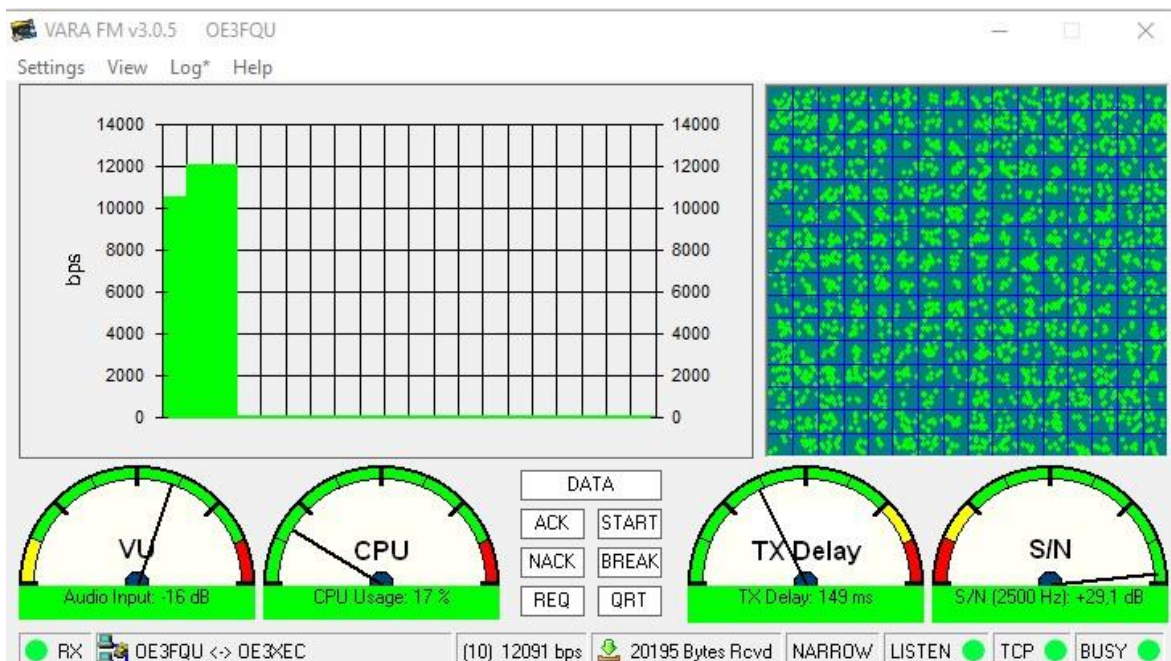 VARA FM v3.0.5 OE3FQU
Settings View Log* Help
14000 14000
12000 12000
10000 10000
8000 8000
bps
6000 6000
4000 4000
2000 2000
0 0
VU CPU TX Delay S/N
DATA
ACK START
NACK BREAK
REQ QRT
Audio Input: -16 dB CPU Usage: 17 % TX Delay: 149 ms S/N (2500 Hz): +29,1 dB
RX OE3FQU <-> OE3XEC (10) 12091 bps 20195 Bytes Rcvd NARROW LISTEN TCP BUSY